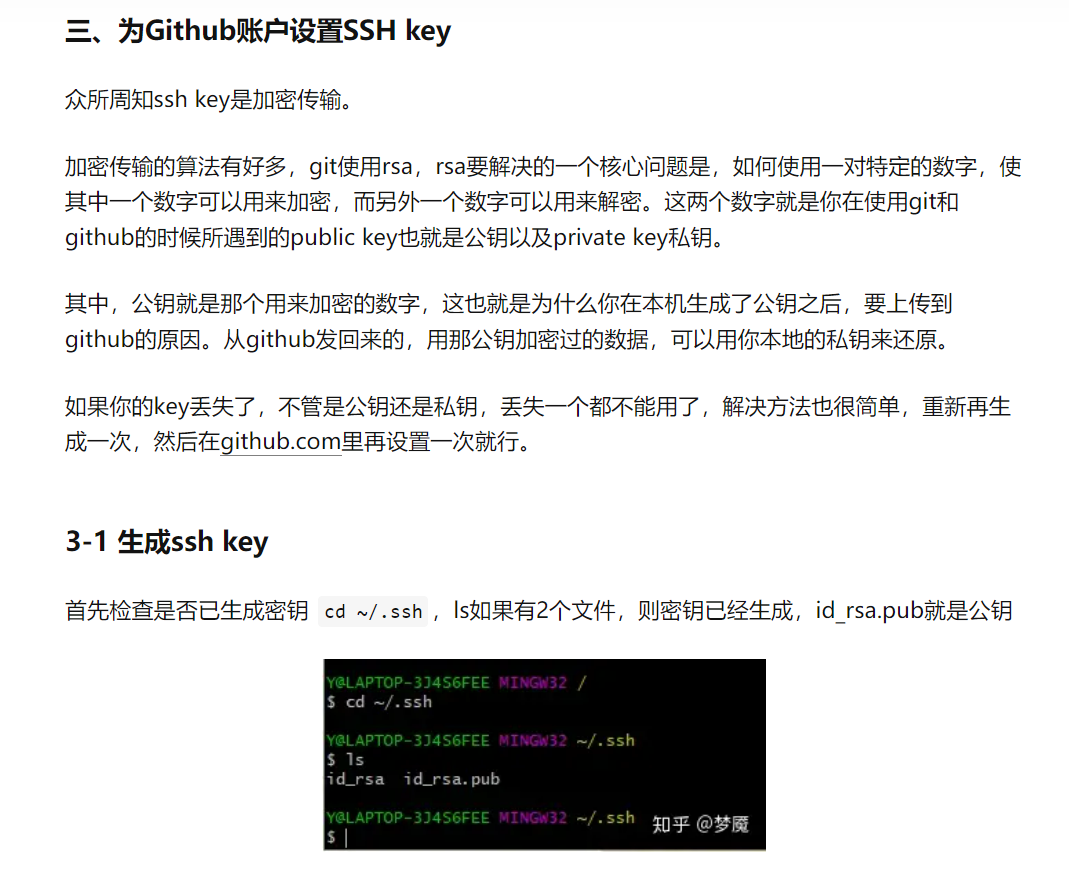 三、为Github账户设置SSH key
众所周知ssh key是加密传输。
加密传输的算法有好多，git使用rsa，rsa要解决的一个核心问题是，如何使用一对特定的数字，使
其中一个数字可以用来加密，而另外一个数字可以用来解密。这两个数字就是你在使用git和
github的时候所遇到的public key也就是公钥以及private key私钥。
其中，公钥就是那个用来加密的数字，这也就是为什么你在本机生成了公钥之后，要上传到
github的原因。从github发回来的，用那公钥加密过的数据，可以用你本地的私钥来还原。
如果你的key丢失了，不管是公钥还是私钥，丢失一个都不能用了，解决方法也很简单，重新再生
成一次，然后在github.com里再设置一次就行。
3-1 生成ssh key
首先检查是否已生成密钥 cd ~/.ssh，ls如果有2个文件，则密钥已经生成，id_rsa.pub就是公钥
Y@LAPTOP-3J4S6FEE MINGW32 /
$ cd ~/.ssh
Y@LAPTOP-3J4S6FEE MINGW32 ~/.ssh
$ ls
id_rsa  id_rsa.pub
Y@LAPTOP-3J4S6FEE MINGW32 ~/.ssh
$
知乎 @梦魇